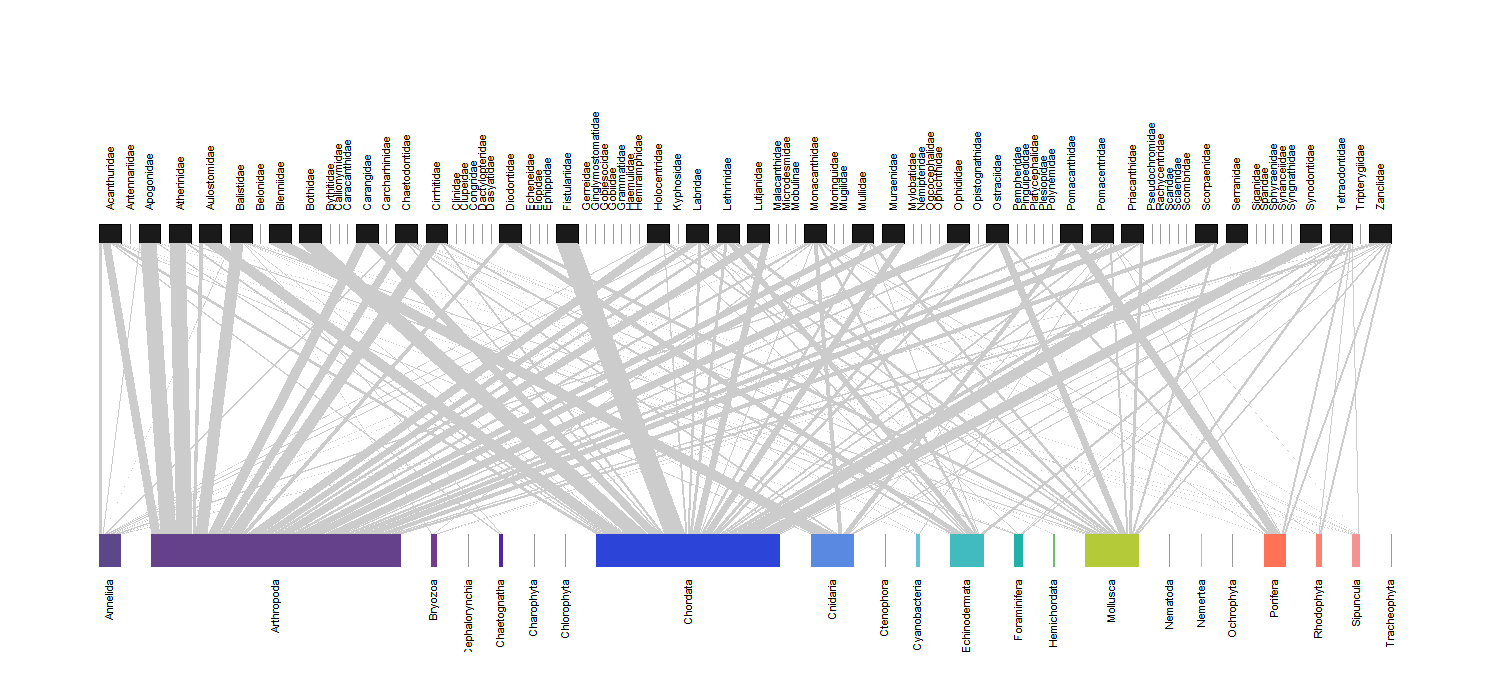 Acanthuridae
Antennariidae
Apogonidae
Atherinidae
Aulostomidae
Balistidae
Belonidae
Blenniidae
Bothidae
Bythitidae
Callionymidae
Caracanthidae
Carangidae
Carcharhinidae
Chaetodontidae
Cirrhitidae
Clinidae
Clupeidae
Congridae
Dactylopteridae
Dasyatidae
Diodontidae
Echeneidae
Elopidae
Ephippidae
Fistulariidae
Gerreidae
Ginglymostomatidae
Gobiesocidae
Gobiidae
Grammatidae
Haemulidae
Hemiramphidae
Holocentridae
Kyphosidae
Labridae
Lethrinidae
Lutjanidae
Malacanthidae
Microdesmidae
Mobulinae
Monacanthidae
Moringuidae
Mugilidae
Mullidae
Muraenidae
Myliobatidae
Nemipteridae
Ogcocephalidae
Ophichthidae
Ophidiidae
Opistognathidae
Ostraciidae
Pempheridae
Pinguipedidae
Platycephalidae
Plesiopidae
Polynemidae
Pomacanthidae
Pomacentridae
Priacanthidae
Pseudochromidae
Rachycentridae
Scaridae
Sciaenidae
Scombridae
Scorpaenidae
Serranidae
Siganidae
Sparidae
Sphyraenidae
Synanceiidae
Syngnathidae
Synodontidae
Tetraodontidae
Tripterygiidae
Zanclidae
Annelida
Arthropoda
Bryozoa
Cephalorynchia
Chaetognatha
Charophyta
Chlorophyta
Chordata
Cnidaria
Ctenophora
Cyanobacteria
Echinodermata
Foraminifera
Hemichordata
Mollusca
Nematoda
Nemertea
Ochrophyta
Porifera
Rhodophyta
Sipuncula
Tracheophyta